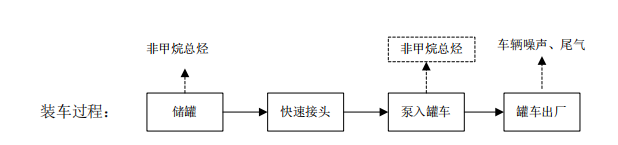 非甲烷总烃
非甲烷总烃
车辆噪声、尾气
装车过程：
储罐
快速接头
泵入罐车
罐车出厂